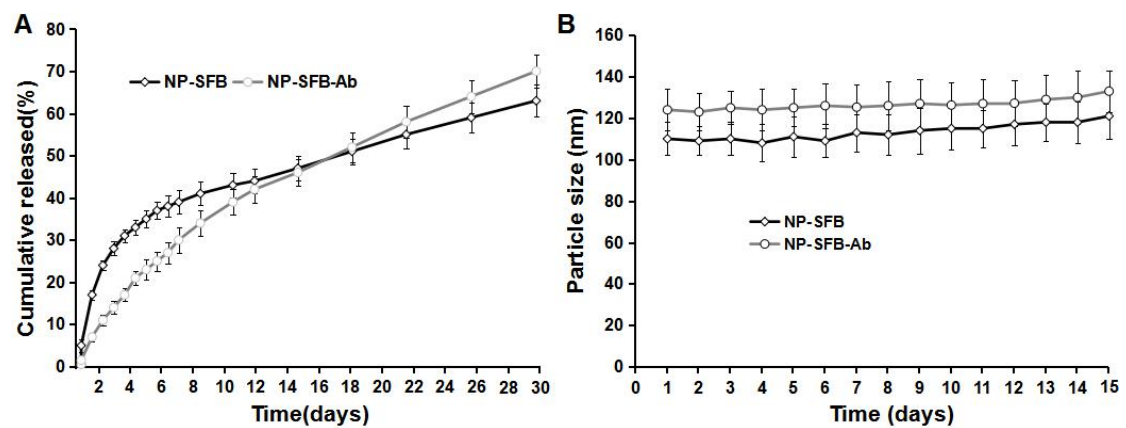 A
Cumulative released(%)
80
70
60
50
40
30
20
10
0
NP-SFB NP-SFB-Ab
2 4 6 8 10 12 14 16 18 20 22 24 26 28 30
Time(days)
B
Particle size (nm)
160
140
120
100
80
60
40
20
0
NP-SFB
NP-SFB-Ab
0 1 2 3 4 5 6 7 8 9 10 11 12 13 14 15
Time (days)